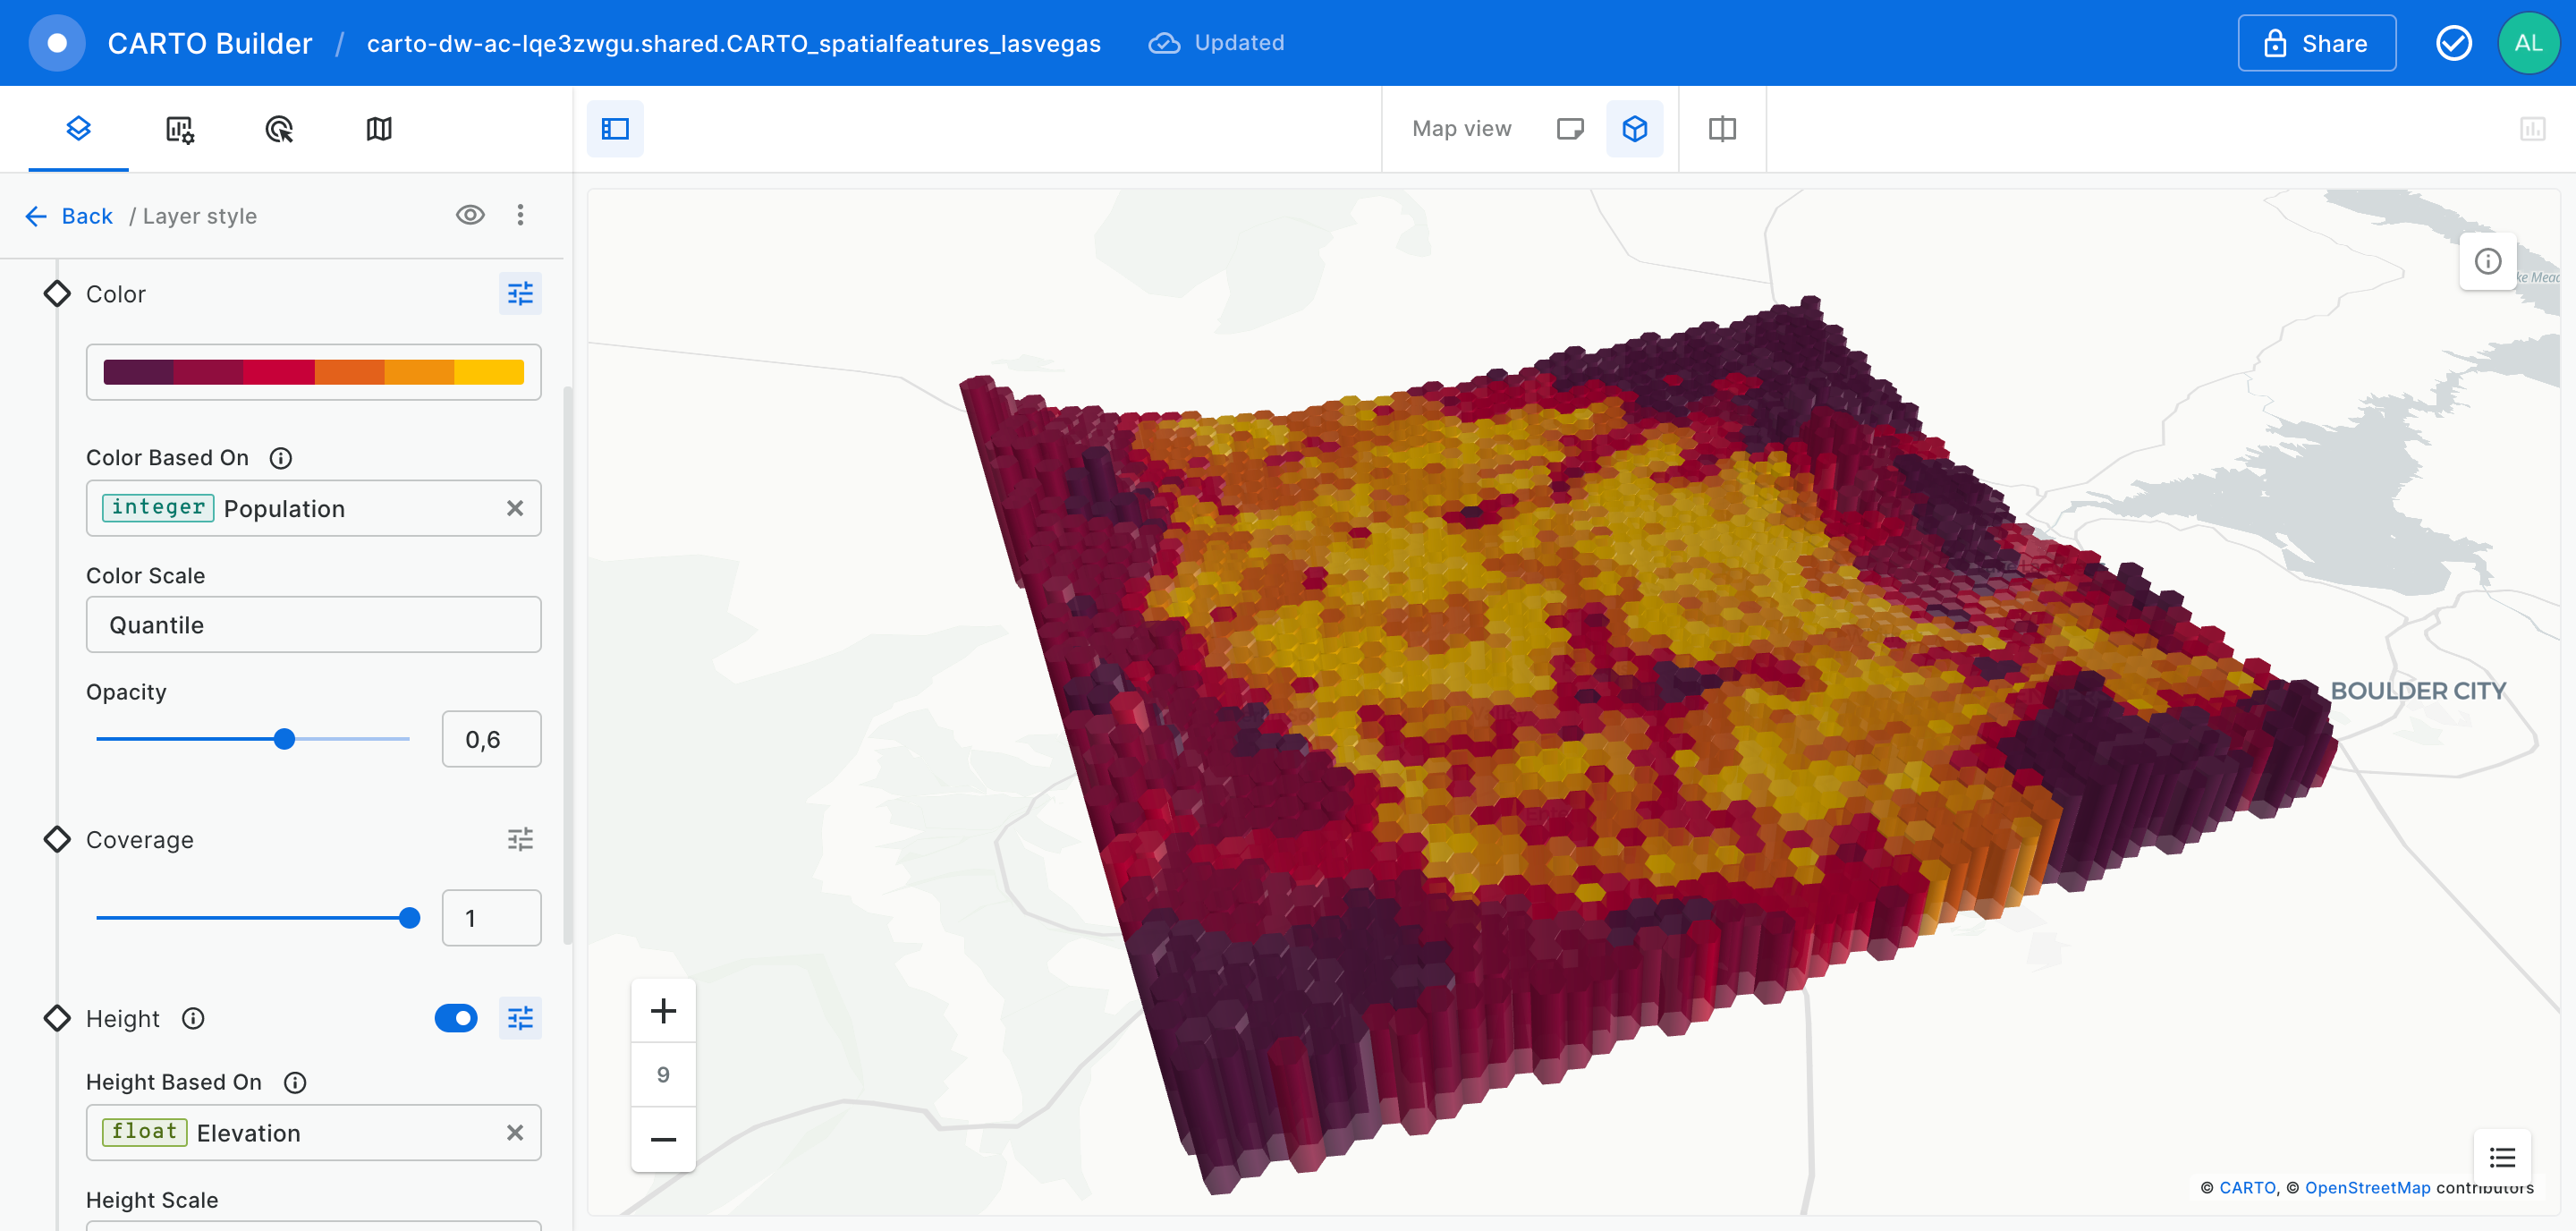 CARTO Builder / carto-dw-ac-lqe3zwgu.shared.CARTO_spatialfeatures_lasvegas Updated Share AL
Map view
Back / Layer style
Color
Color Based On
integer Population
Color Scale
Quantile
Opacity
0,6
Coverage
1
Height
Height Based On
float Elevation
Height Scale
BOULDER CITY
9
© CARTO, © OpenStreetMap contributors